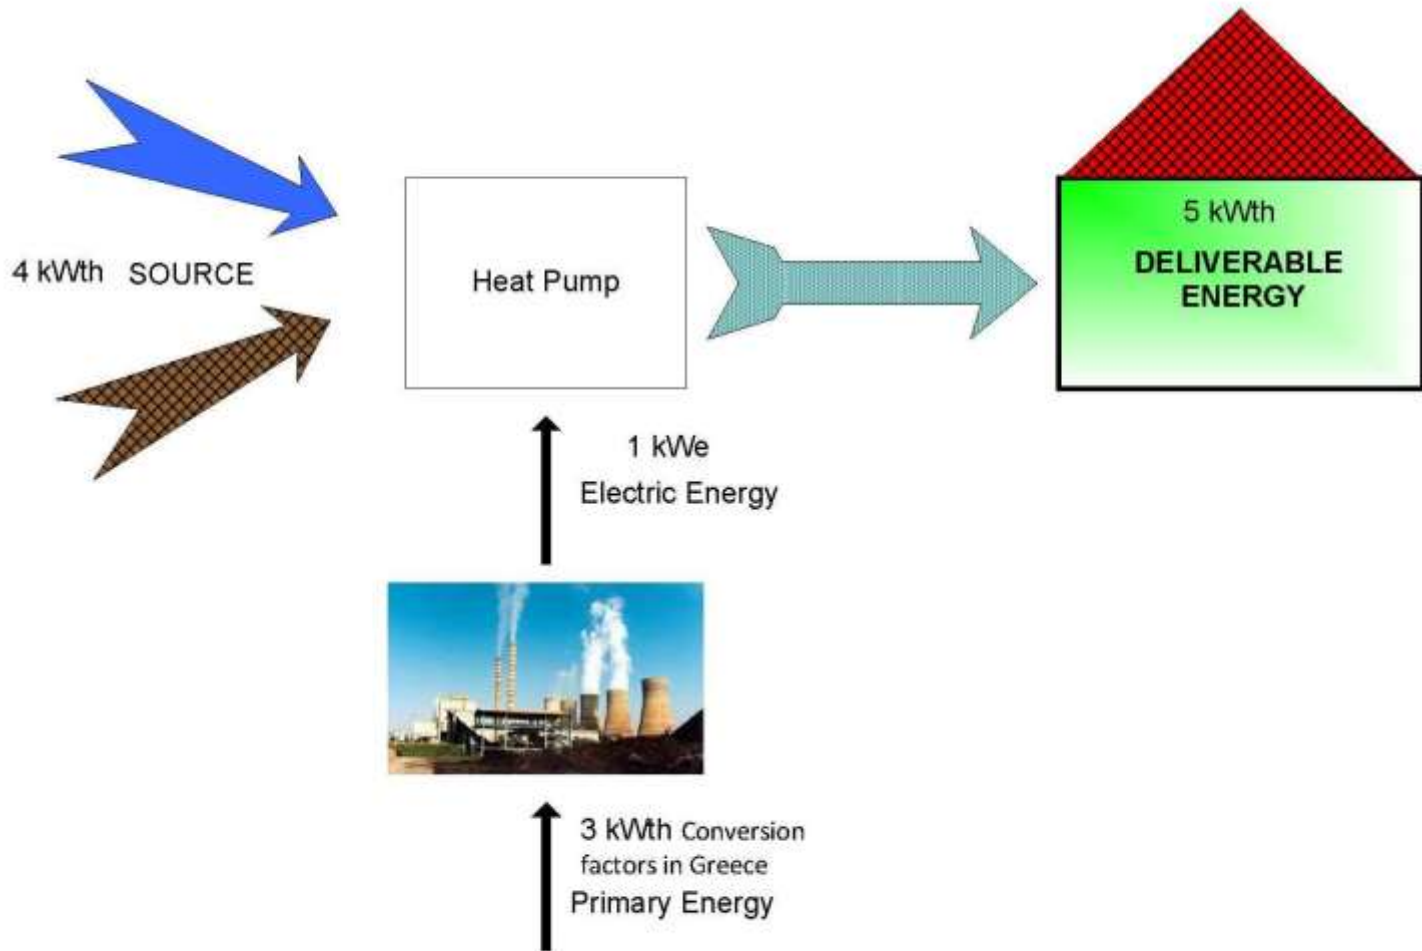 4 kWth SOURCE
Heat Pump
5 kWth
DELIVERABLE
ENERGY
1 kWe
Electric Energy
3 kWth Conversion
factors in Greece
Primary Energy